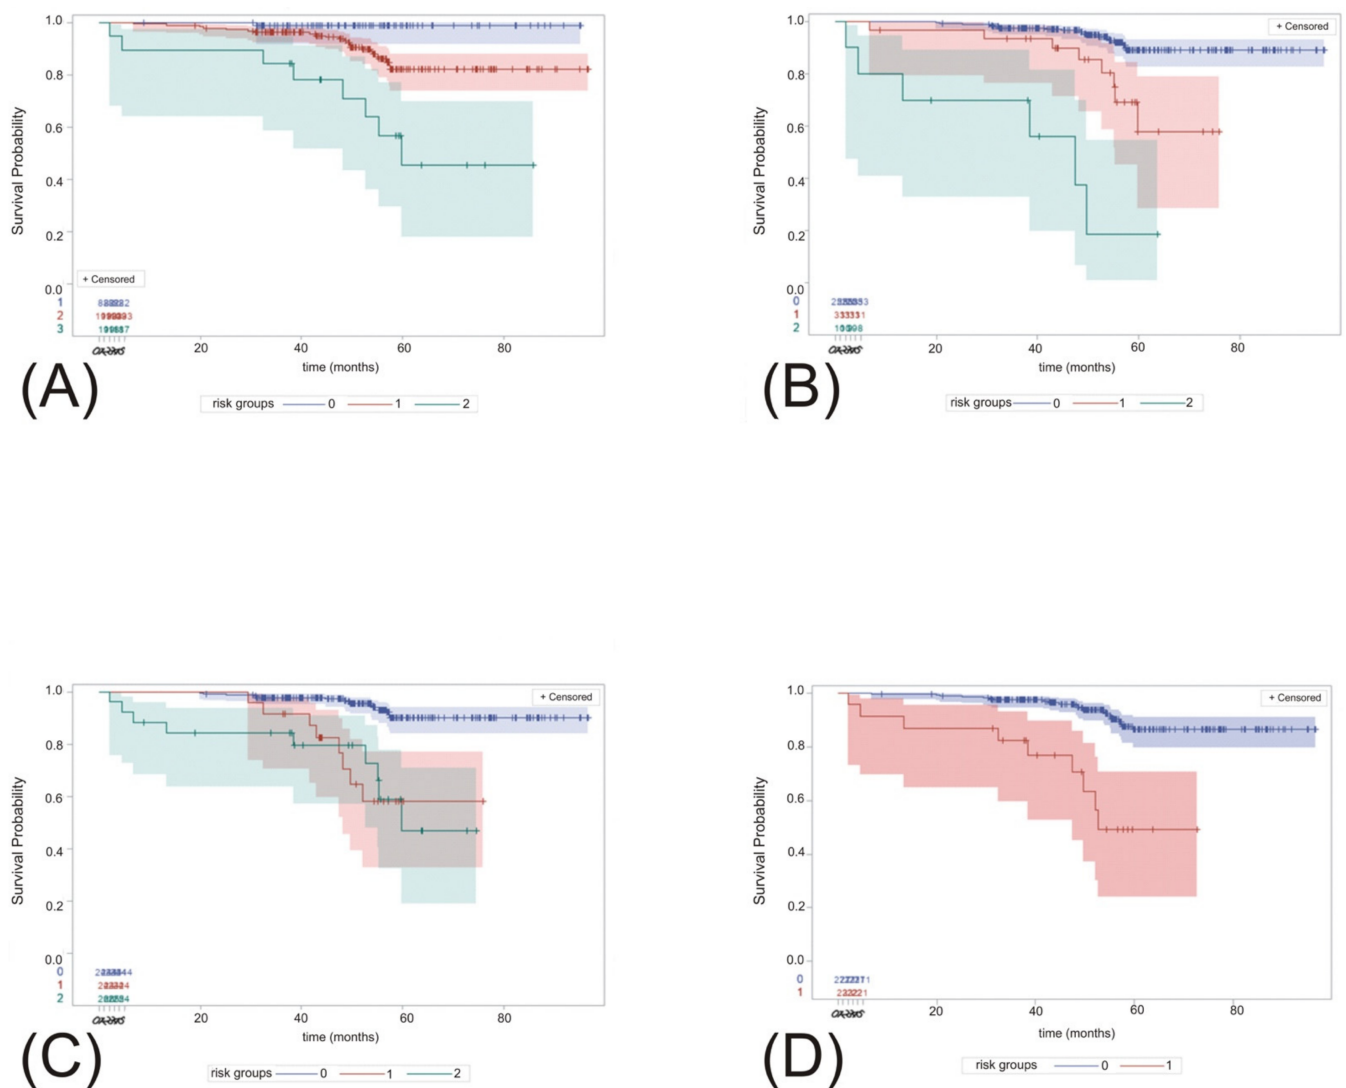 1.0
0.8
0.6
0.4
0.2
0.0
Survival Probability
+ Censored
1
2
3
20 40 60 80
time (months)
(A)
risk groups 0 1 2
1.0
0.8
0.6
0.4
0.2
0.0
Survival Probability
+ Censored
0
1
2
20 40 60 80
time (months)
(B)
risk groups 0 1 2
1.0
0.8
0.6
0.4
0.2
0.0
Survival Probability
+ Censored
0
1
2
20 40 60 80
time (months)
(C)
risk groups 0 1 2
1.0
0.8
0.6
0.4
0.2
0.0
Survival Probability
+ Censored
0
1
20 40 60 80
time (months)
(D)
risk groups 0 1